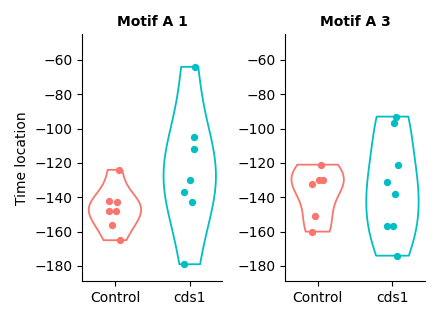 Motif A 1
Motif A 3
Time location
−60
−80
−100
−120
−140
−160
−180
Control
cds1
−60
−80
−100
−120
−140
−160
−180
Control
cds1